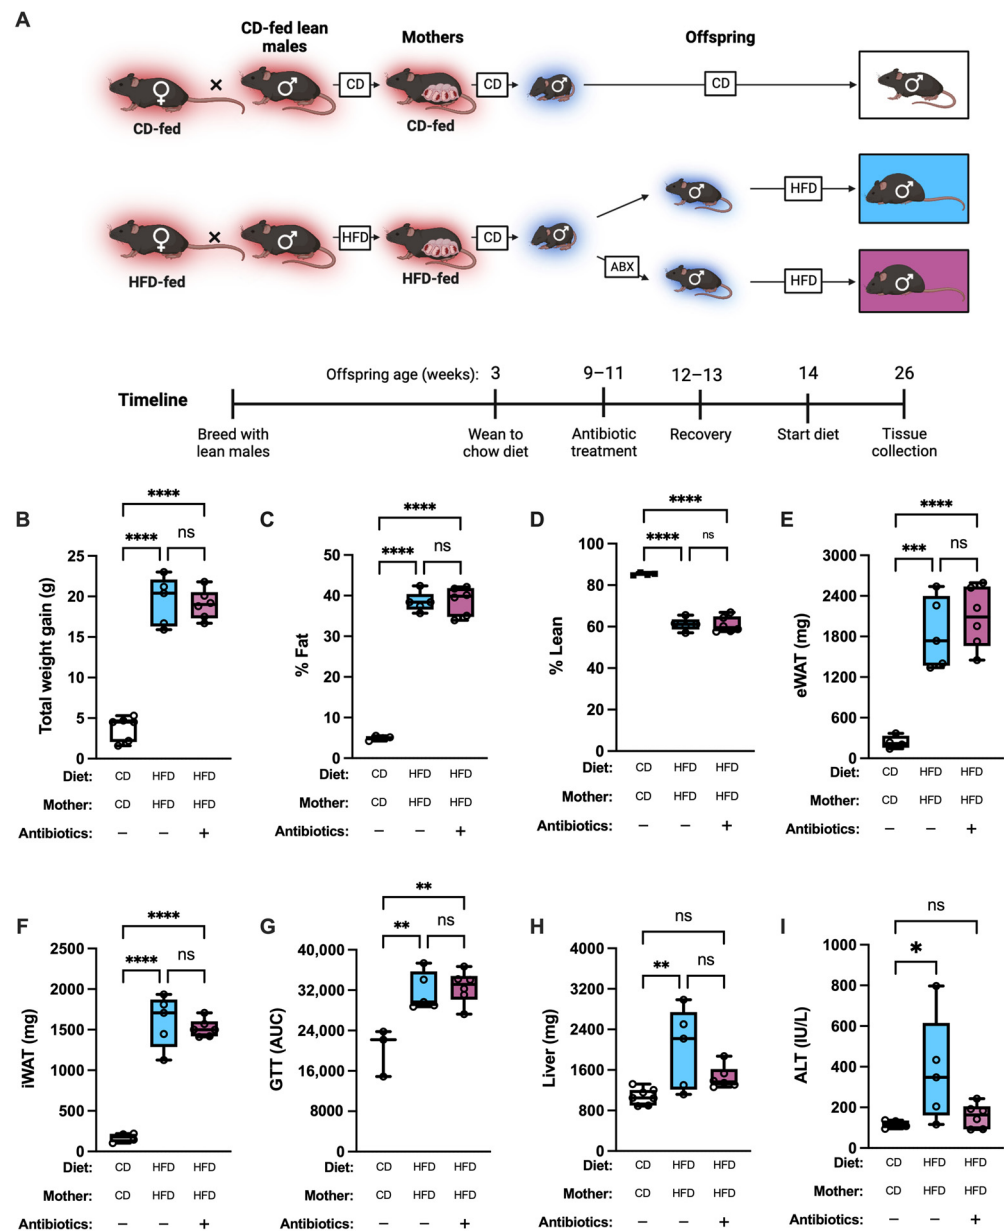 A
CD-fed lean
males
Mothers
Offspring
♀ × ♂ CD CD ♂ CD ♂
CD-fed
CD-fed
♂ HFD ♂
♀ × ♂ HFD CD ♂
HFD-fed
HFD-fed
ABX
♂ HFD ♂
Offspring age (weeks): 3 9–11 12–13 14 26
Timeline
Breed with
lean males
Wean to
chow diet
Antibiotic
treatment
Recovery
Start diet
Tissue
collection
B
****
****
ns
Total weight gain (g)
25
20
15
10
5
0
Diet: CD HFD HFD
Mother: CD HFD HFD
Antibiotics: – – +
C
****
****
ns
% Fat
50
40
30
20
10
0
Diet: CD HFD HFD
Mother: CD HFD HFD
Antibiotics: – – +
D
****
****
ns
% Lean
100
80
60
40
20
0
Diet: CD HFD HFD
Mother: CD HFD HFD
Antibiotics: – – +
E
****
***
ns
eWAT (mg)
3000
2400
1800
1200
600
0
Diet: CD HFD HFD
Mother: CD HFD HFD
Antibiotics: – – +
F
****
****
ns
iWAT (mg)
2500
2000
1500
1000
500
0
Diet: CD HFD HFD
Mother: CD HFD HFD
Antibiotics: – – +
G
**
**
ns
GTT (AUC)
40,000
32,000
24,000
16,000
8000
0
Diet: CD HFD HFD
Mother: CD HFD HFD
Antibiotics: – – +
H
ns
**
ns
Liver (mg)
4000
3200
2400
1600
800
0
Diet: CD HFD HFD
Mother: CD HFD HFD
Antibiotics: – – +
I
ns
*
ALT (IU/L)
1000
800
600
400
200
0
Diet: CD HFD HFD
Mother: CD HFD HFD
Antibiotics: – – +